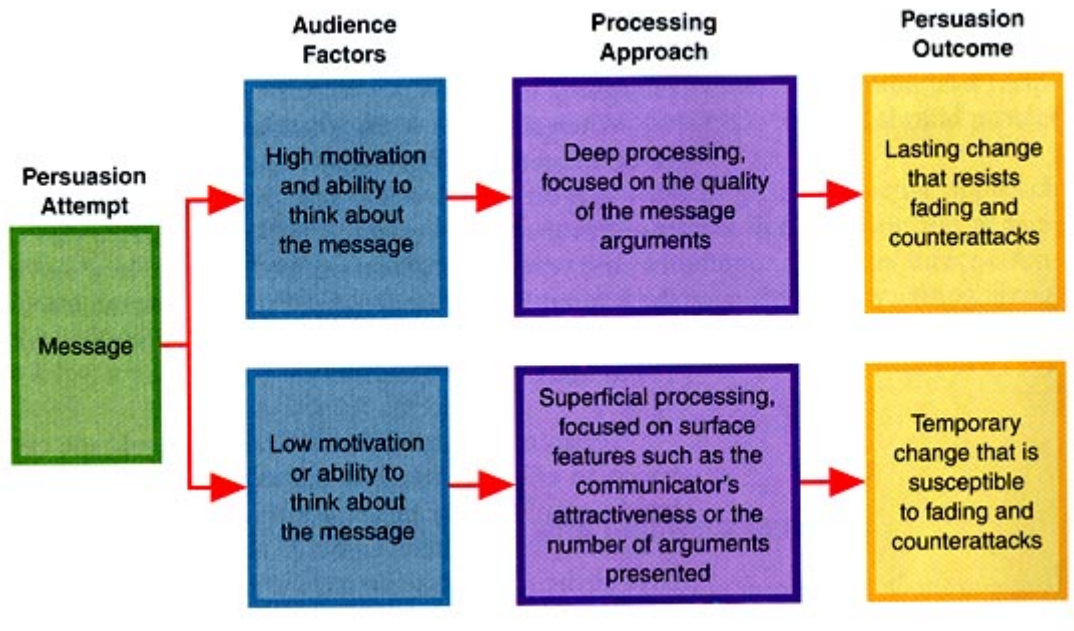 Audience
Factors
Processing
Approach
Persuasion
Outcome
Persuasion
Attempt
Message
High motivation
and ability to
think about
the message
Deep processing,
focused on the quality
of the message
arguments
Lasting change
that resists
fading and
counterattacks
Low motivation
or ability to
think about
the message
Superficial processing,
focused on surface
features such as the
communicator's
attractiveness or the
number of arguments
presented
Temporary
change that is
susceptible
to fading and
counterattacks